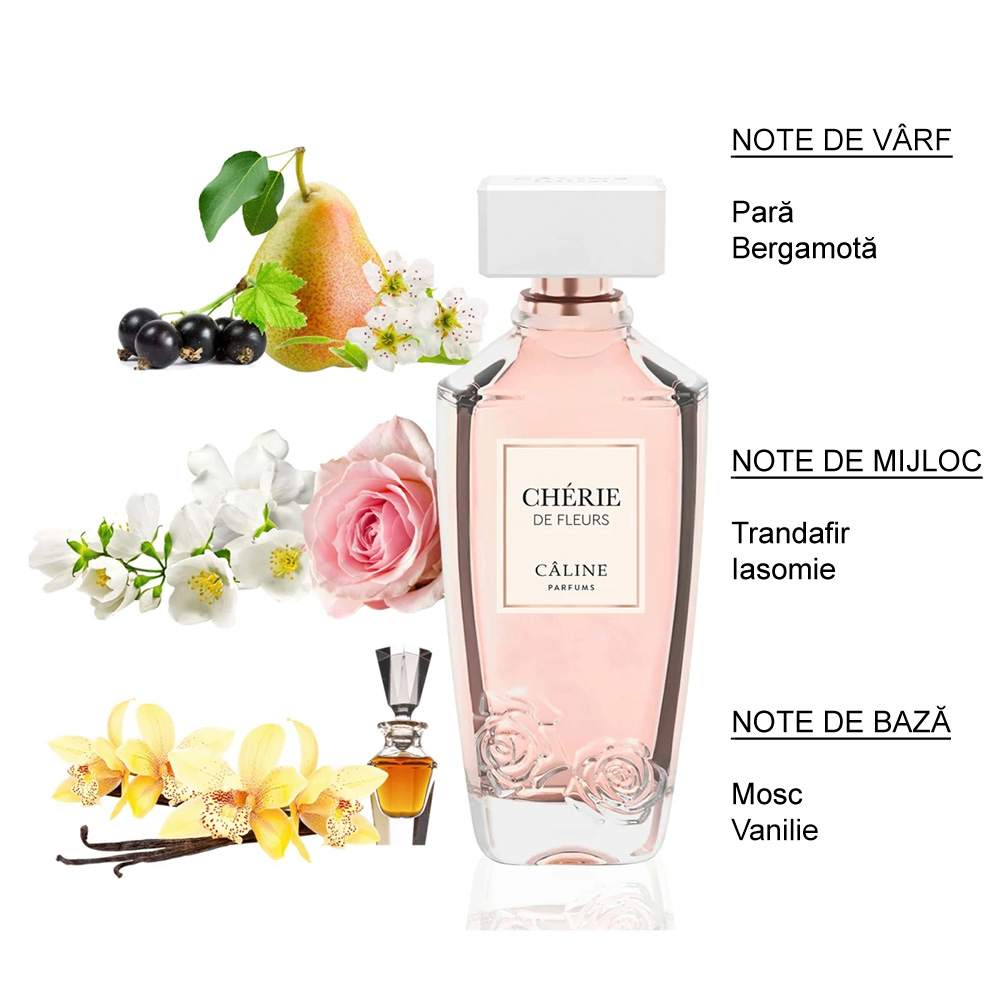 NOTE DE VÂRF
Pară
Bergamotă
CHÉRIE
DE FLEURS
CÂLINE
PARFUMS
NOTE DE MIJLOC
Trandafir
Iasomie
NOTE DE BAZĂ
Mosc
Vanilie